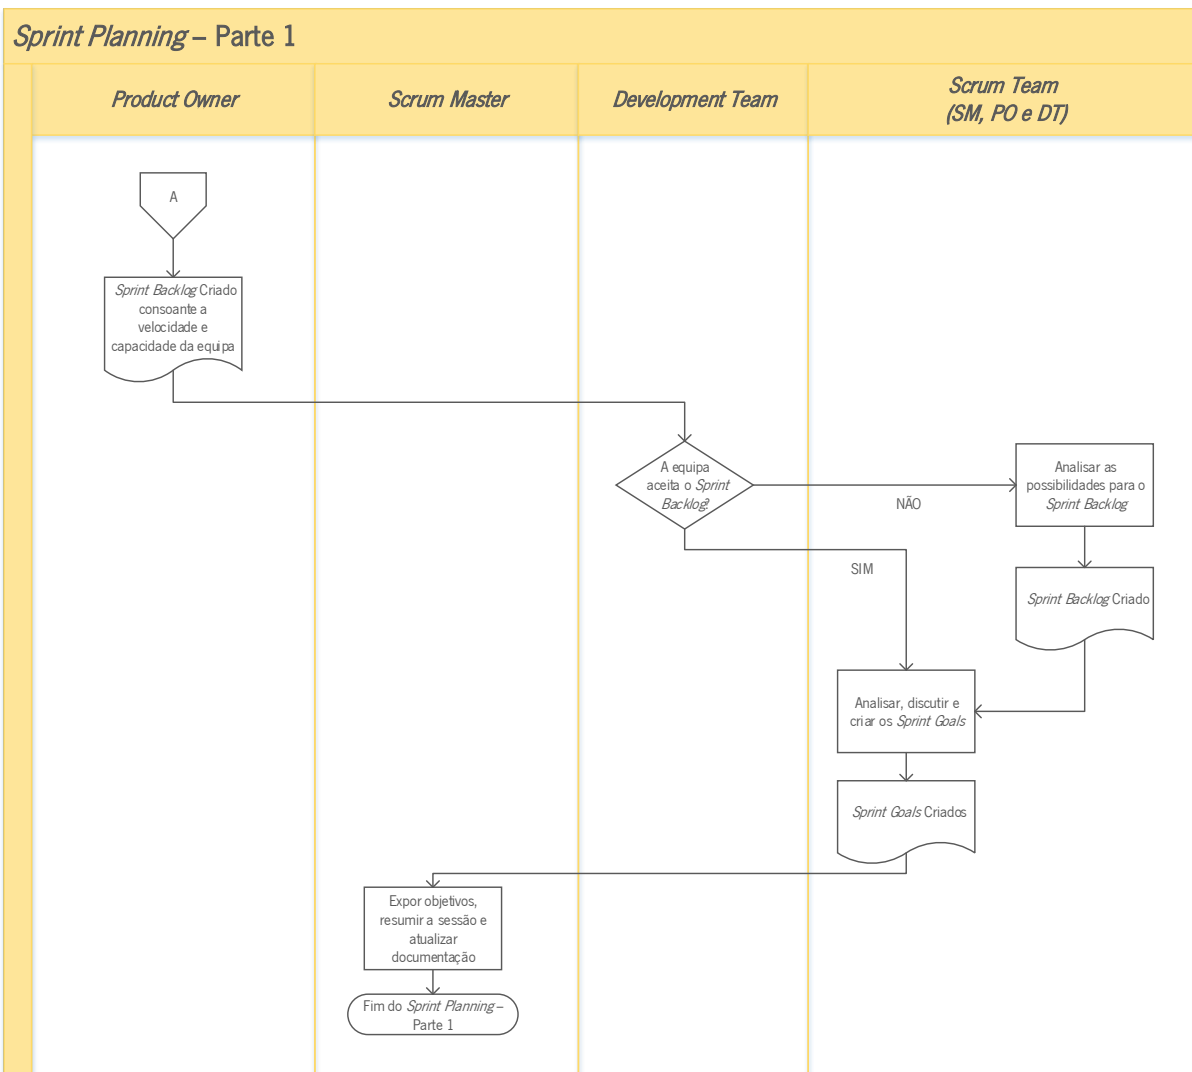 Sprint Planning – Parte 1
Product Owner
Scrum Master
Development Team
Scrum Team
(SM, PO e DT)
A
Sprint Backlog Criado
consoante a
velocidade e
capacidade da equipa
A equipa
aceita o Sprint
Backlog?
NÃO
Analisar as
possibilidades para o
Sprint Backlog
SIM
Sprint Backlog Criado
Analisar, discutir e
criar os Sprint Goals
Sprint Goals Criados
Expor objetivos,
resumir a sessão e
atualizar
documentação
Fim do Sprint Planning –
Parte 1